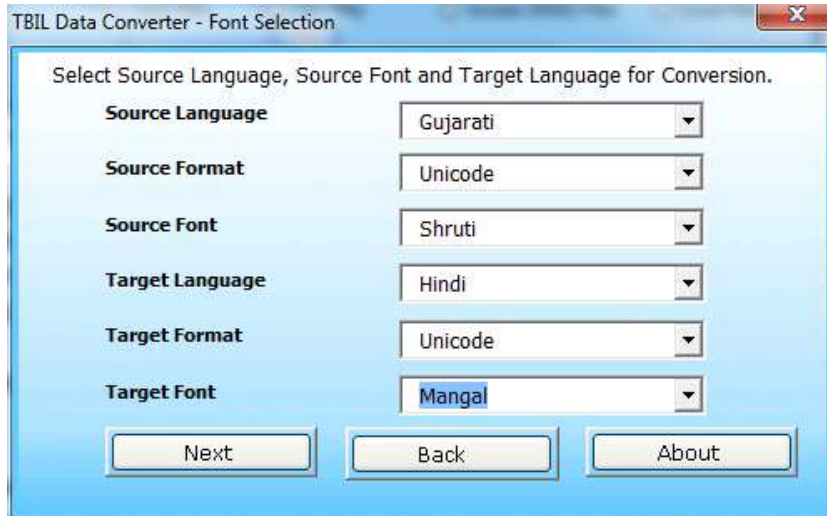 TBIL Data Converter - Font Selection
Select Source Language, Source Font and Target Language for Conversion.
Source Language Gujarati
Source Format Unicode
Source Font Shruti
Target Language Hindi
Target Format Unicode
Target Font Mangal
Next Back About